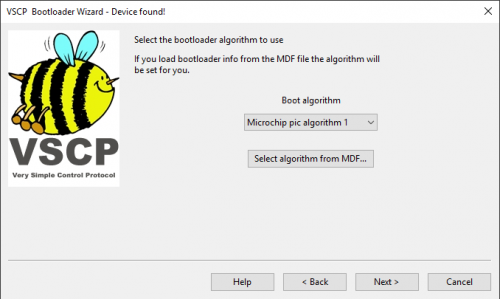 VSCP Bootloader Wizard - Device found!
Select the bootloader algorithm to use
If you load bootloader info from the MDF file the algorithm will
be set for you.
Boot algorithm
Microchip pic algorithm 1
Select algorithm from MDF...
VSCP
Very Simple Control Protocol
Help
< Back
Next >
Cancel